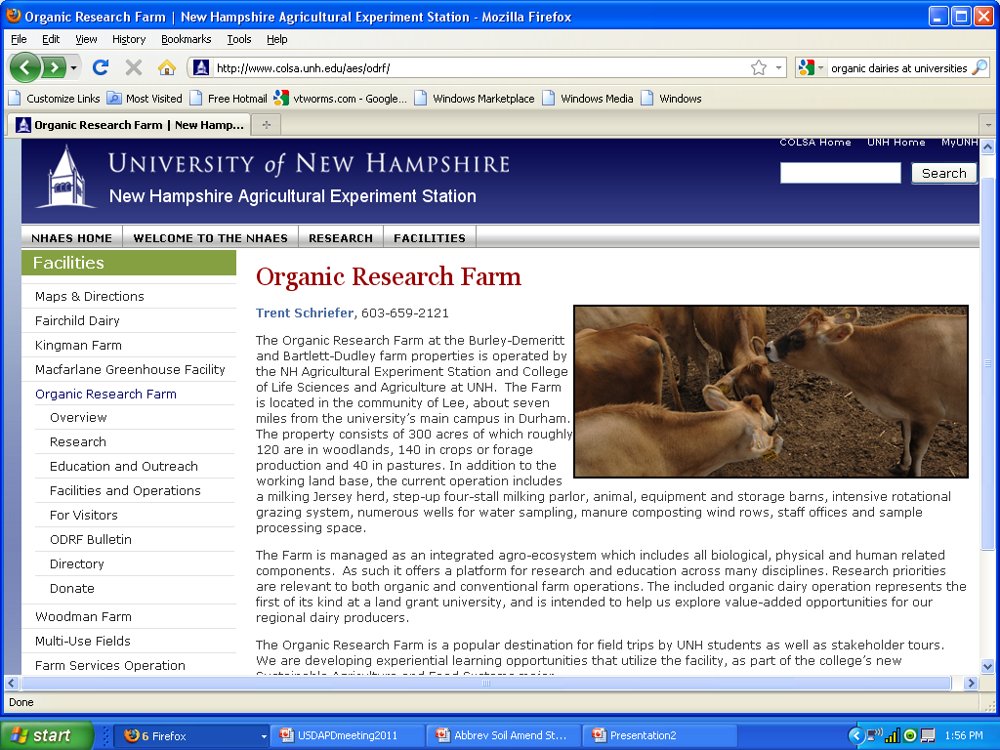 Organic Research Farm | New Hampshire Agricultural Experiment Station - Mozilla Firefox
File Edit View History Bookmarks Tools Help
http://www.colsa.unh.edu/aes/odrf/
organic dairies at universities
Customize Links Most Visited Free Hotmail vtworms.com - Google... Windows Marketplace Windows Media Windows
Organic Research Farm | New Hamp...
COLSA Home UNH Home MyUNH
University of New Hampshire
New Hampshire Agricultural Experiment Station
Search
NHAES HOME WELCOME TO THE NHAES RESEARCH FACILITIES
Facilities
Maps & Directions
Fairchild Dairy
Kingman Farm
Macfarlane Greenhouse Facility
Organic Research Farm
Overview
Research
Education and Outreach
Facilities and Operations
For Visitors
ODRF Bulletin
Directory
Donate
Woodman Farm
Multi-Use Fields
Farm Services Operation
Organic Research Farm
Trent Schriefer, 603-659-2121
The Organic Research Farm at the Burley-Demeritt
and Bartlett-Dudley farm properties is operated by
the NH Agricultural Experiment Station and College
of Life Sciences and Agriculture at UNH. The Farm
is located in the community of Lee, about seven
miles from the university's main campus in Durham.
The property consists of 300 acres of which roughly
120 are in woodlands, 140 in crops or forage
production and 40 in pastures. In addition to the
working land base, the current operation includes
a milking Jersey herd, step-up four-stall milking parlor, animal, equipment and storage barns, intensive rotational
grazing system, numerous wells for water sampling, manure composting wind rows, staff offices and sample
processing space.
The Farm is managed as an integrated agro-ecosystem which includes all biological, physical and human related
components. As such it offers a platform for research and education across many disciplines. Research priorities
are relevant to both organic and conventional farm operations. The included organic dairy operation represents the
first of its kind at a land grant university, and is intended to help us explore value-added opportunities for our
regional dairy producers.
The Organic Research Farm is a popular destination for field trips by UNH students as well as stakeholder tours.
We are developing experiential learning opportunities that utilize the facility, as part of the college's new
Sustainable Agriculture and Food Systems major.
Done
start 6 Firefox USDAPDmeeting2011 Abbrev Soil Amend St... Presentation2 1:56 PM